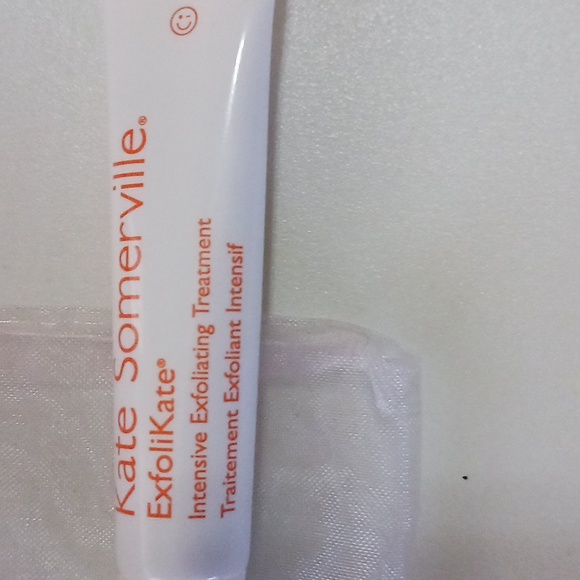 Kate Somerville®
ExfoliKate®
Intensive Exfoliating Treatment
Traitement Exfoliant Intensif